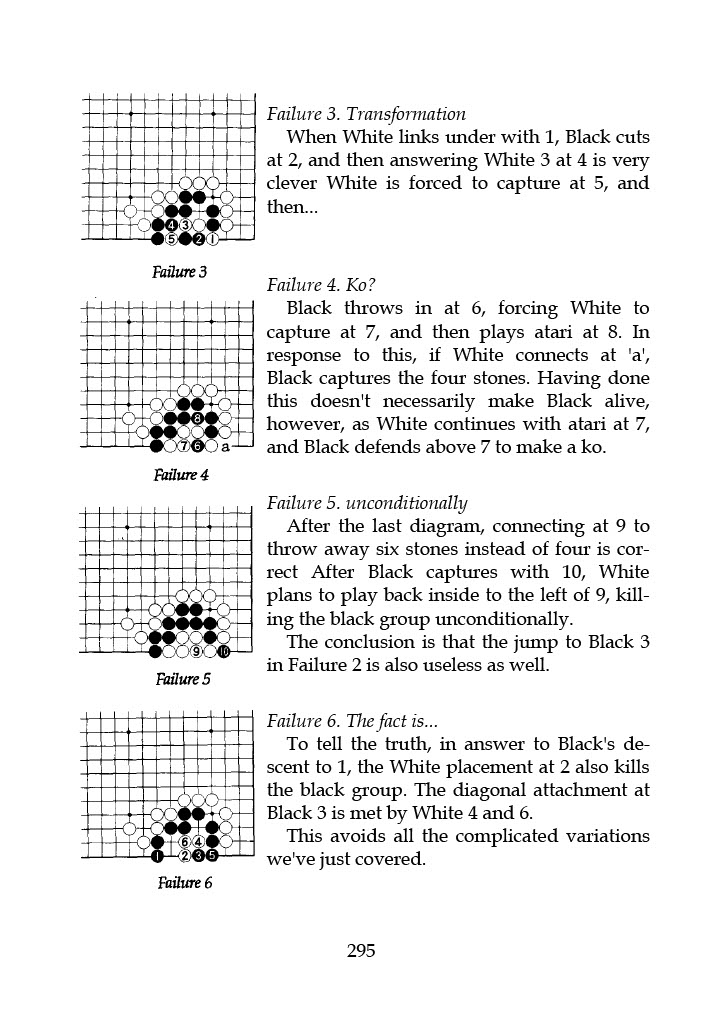 Failure 3. Transformation
When White links under with 1, Black cuts
at 2, and then answering White 3 at 4 is very
clever White is forced to capture at 5, and
then...
4 3
5 2 1
Failure 3
Failure 4. Ko?
Black throws in at 6, forcing White to
capture at 7, and then plays atari at 8. In
response to this, if White connects at 'a',
Black captures the four stones. Having done
this doesn't necessarily make Black alive,
however, as White continues with atari at 7,
and Black defends above 7 to make a ko.
8
7 6 a
Failure 4
Failure 5. unconditionally
After the last diagram, connecting at 9 to
throw away six stones instead of four is cor-
rect After Black captures with 10, White
plans to play back inside to the left of 9, kill-
ing the black group unconditionally.
The conclusion is that the jump to Black 3
in Failure 2 is also useless as well.
9 10
Failure 5
Failure 6. The fact is...
To tell the truth, in answer to Black's de-
scent to 1, the White placement at 2 also kills
the black group. The diagonal attachment at
Black 3 is met by White 4 and 6.
This avoids all the complicated variations
we've just covered.
6 4
1 2 3 5
Failure 6
295